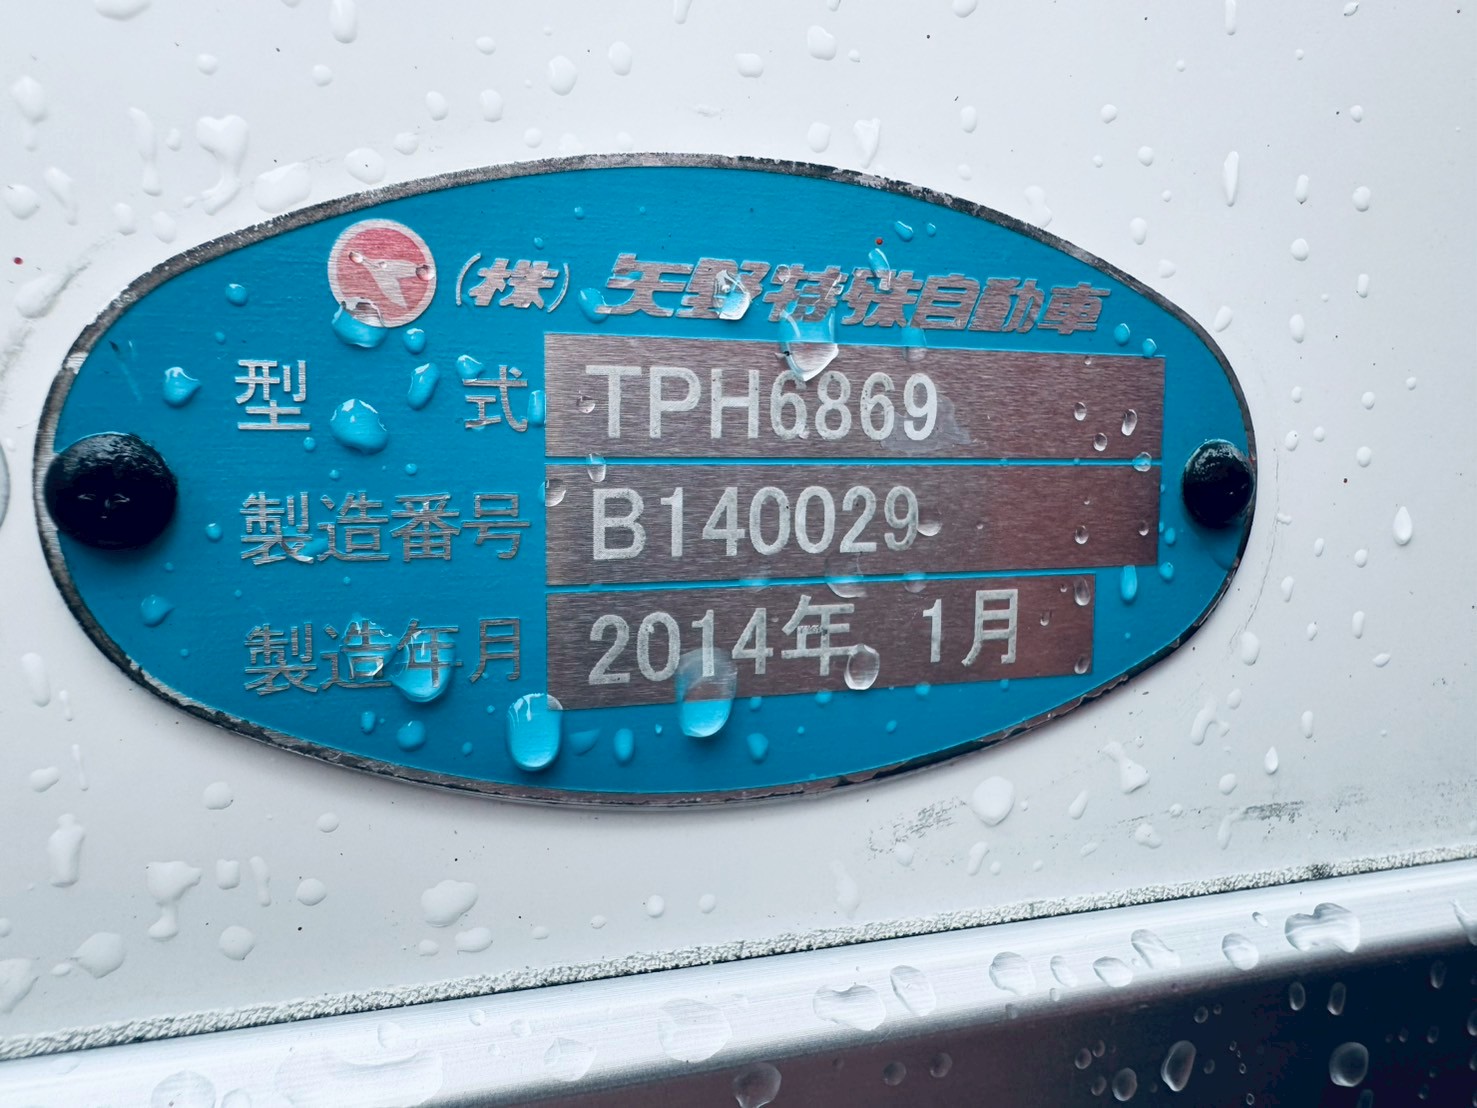 (株) 矢野特殊自動車
型式 TPH6869
製造番号 B140029
製造年月 2014年 1月